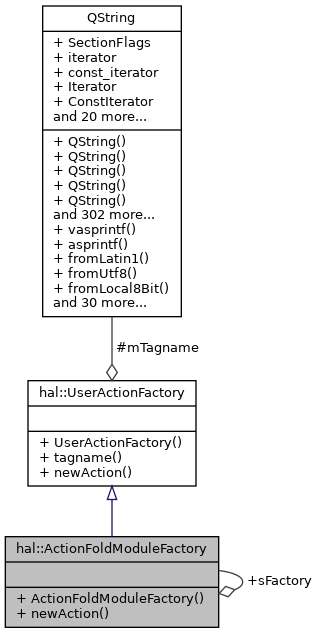 QString
+ SectionFlags
+ iterator
+ const_iterator
+ Iterator
+ ConstIterator
and 20 more...
+ QString()
+ QString()
+ QString()
+ QString()
+ QString()
and 302 more...
+ vasprintf()
+ asprintf()
+ fromLatin1()
+ fromUtf8()
+ fromLocal8Bit()
and 30 more...
#mTagname
hal::UserActionFactory
+ UserActionFactory()
+ tagname()
+ newAction()
hal::ActionFoldModuleFactory
+sFactory
+ ActionFoldModuleFactory()
+ newAction()